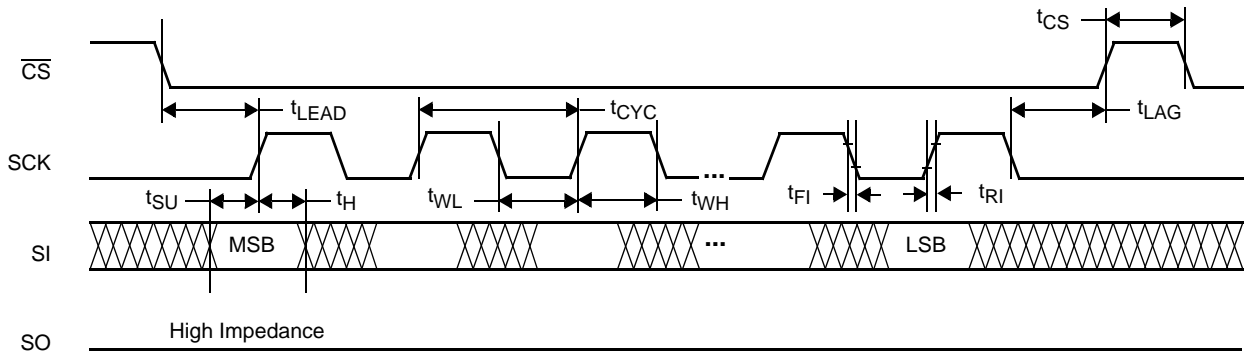 tCS
CS
tLEAD
tCYC
tLAG
SCK
...
tSU
tH
tWL
tWH
tFI
tRI
SI
MSB
...
LSB
High Impedance
SO